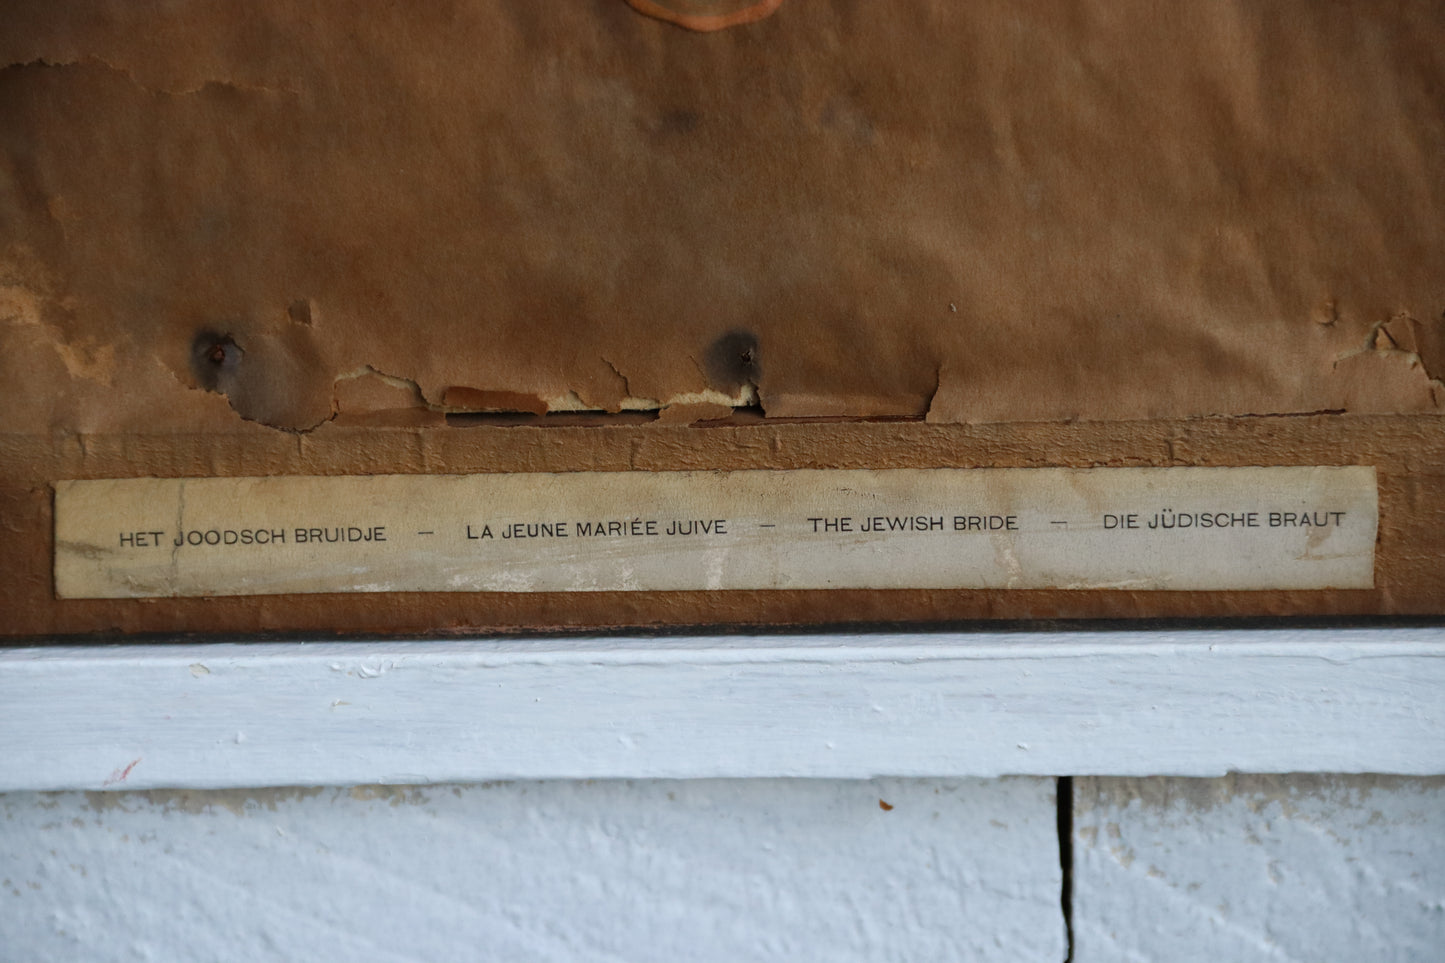 HET JOODSCH BRUIDJE — LA JEUNE MARIÉE JUIVE — THE JEWISH BRIDE — DIE JÜDISCHE BRAUT